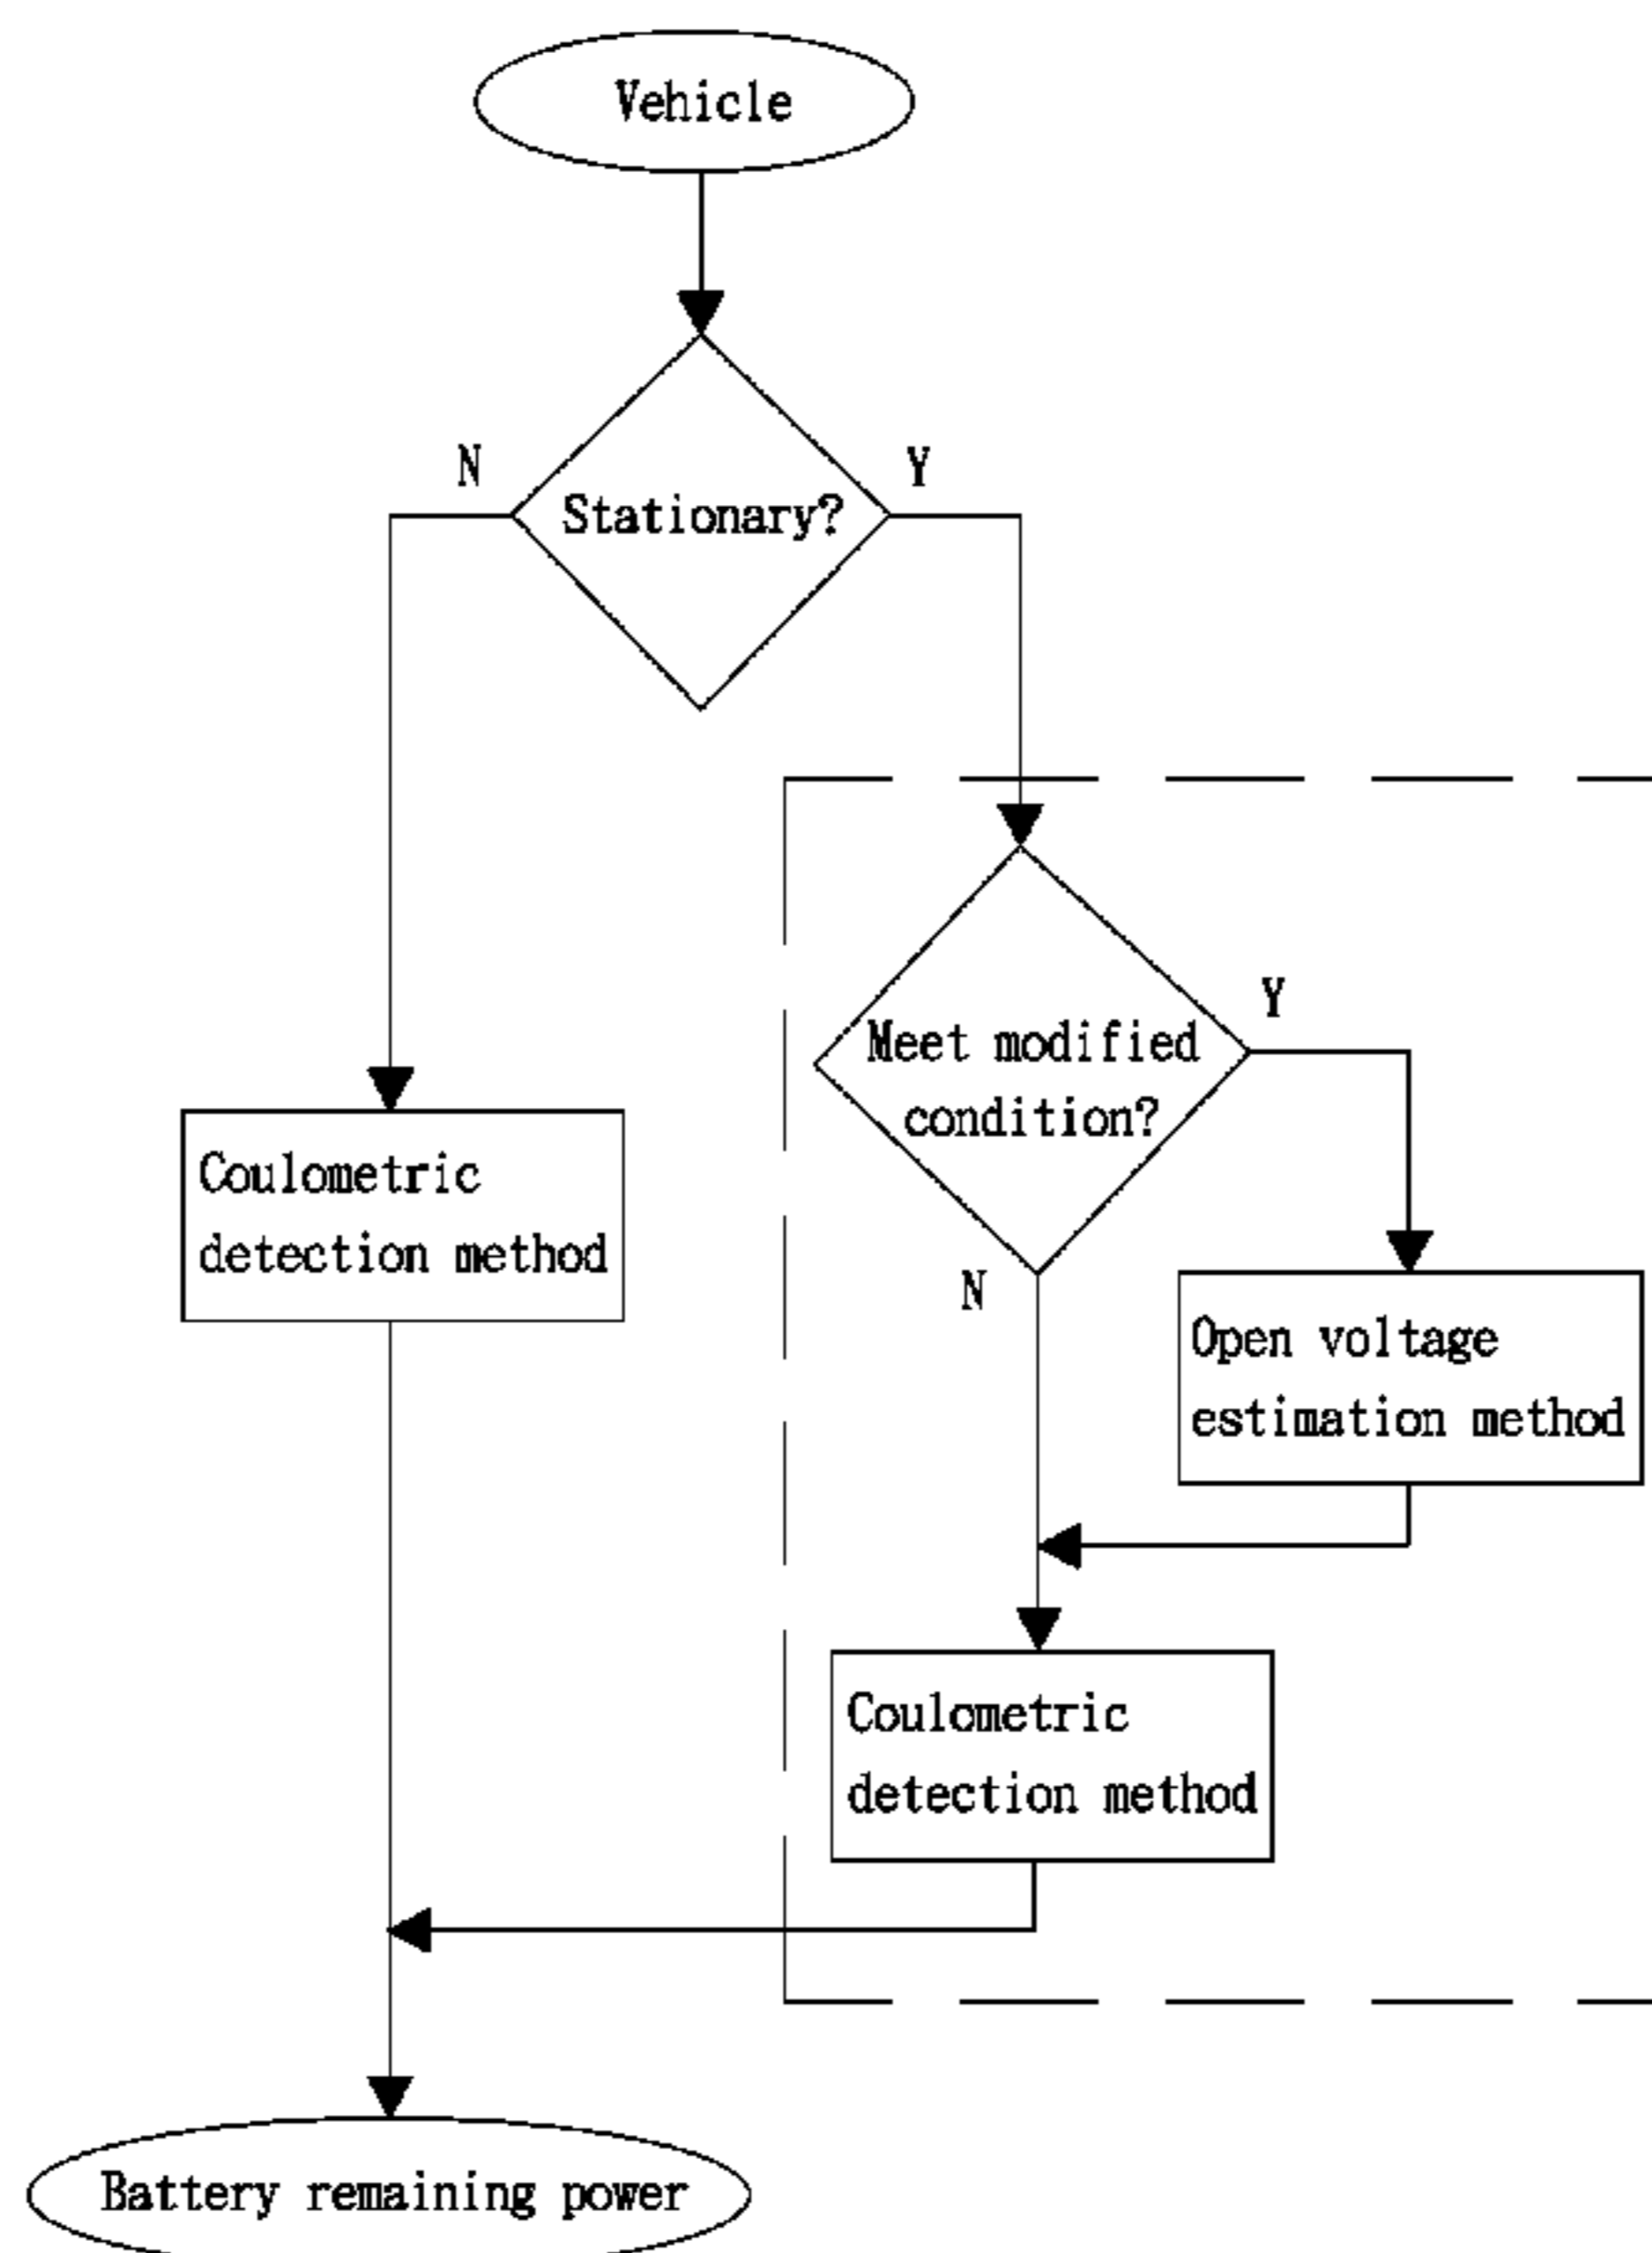 Vehicle
N
Y
Stationary?
Y
Meet modified
condition?
Coulometric
detection method
N
Open voltage
estimation method
Coulometric
detection method
Battery remaining power